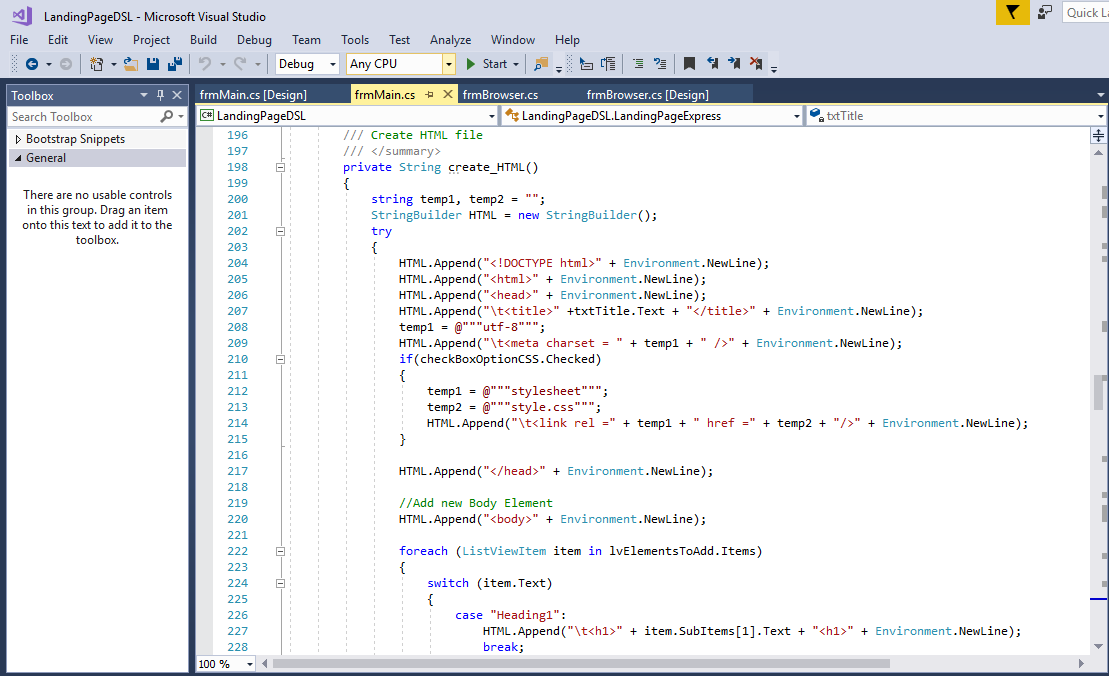 LandingPageDSL - Microsoft Visual Studio
Quick La
File Edit View Project Build Debug Team Tools Test Analyze Window Help
Debug Any CPU Start
Toolbox
Search Toolbox
Bootstrap Snippets
General
There are no usable controls
in this group. Drag an item
onto this text to add it to the
toolbox.
frmMain.cs [Design] frmMain.cs frmBrowser.cs frmBrowser.cs [Design]
C# LandingPageDSL LandingPageDSL.LandingPageExpress txtTitle
196 /// Create HTML file
197 /// </summary>
198 private String create_HTML()
199 {
200 string temp1, temp2 = "";
201 StringBuilder HTML = new StringBuilder();
202 try
203 {
204 HTML.Append("<!DOCTYPE html>" + Environment.NewLine);
205 HTML.Append("<html>" + Environment.NewLine);
206 HTML.Append("<head>" + Environment.NewLine);
207 HTML.Append("\t<title>" +txtTitle.Text + "</title>" + Environment.NewLine);
208 temp1 = @"""utf-8""";
209 HTML.Append("\t<meta charset = " + temp1 + " />" + Environment.NewLine);
210 if(checkBoxOptionCSS.Checked)
211 {
212 temp1 = @"""stylesheet""";
213 temp2 = @"""style.css""";
214 HTML.Append("\t<link rel =" + temp1 + " href =" + temp2 + "/>" + Environment.NewLine);
215 }
216
217 HTML.Append("</head>" + Environment.NewLine);
218
219 //Add new Body Element
220 HTML.Append("<body>" + Environment.NewLine);
221
222 foreach (ListViewItem item in lvElementsToAdd.Items)
223 {
224 switch (item.Text)
225 {
226 case "Heading1":
227 HTML.Append("\t<h1>" + item.SubItems[1].Text + "<h1>" + Environment.NewLine);
228 break;
100 %